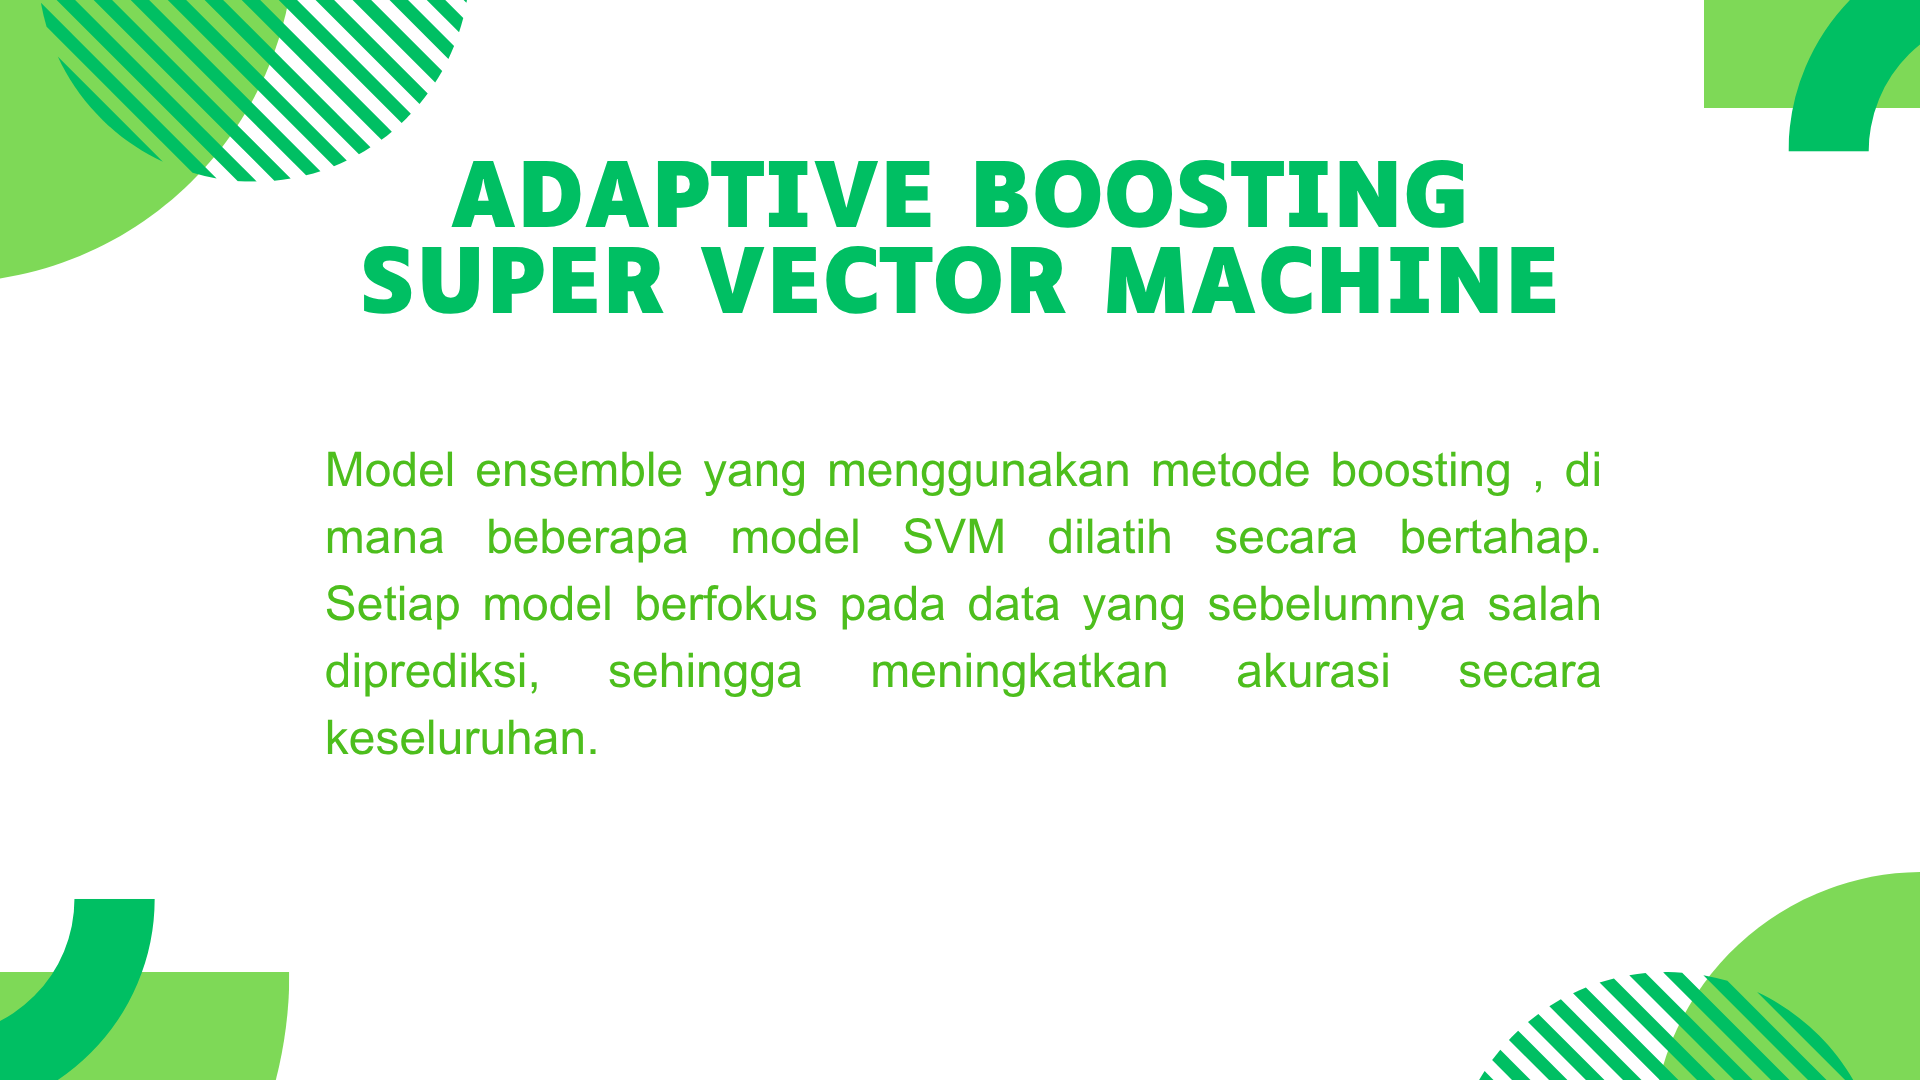 ADAPTIVE BOOSTING
SUPER VECTOR MACHINE
Model ensemble yang menggunakan metode boosting , di
mana beberapa model SVM dilatih secara bertahap.
Setiap model berfokus pada data yang sebelumnya salah
diprediksi, sehingga meningkatkan akurasi secara
keseluruhan.